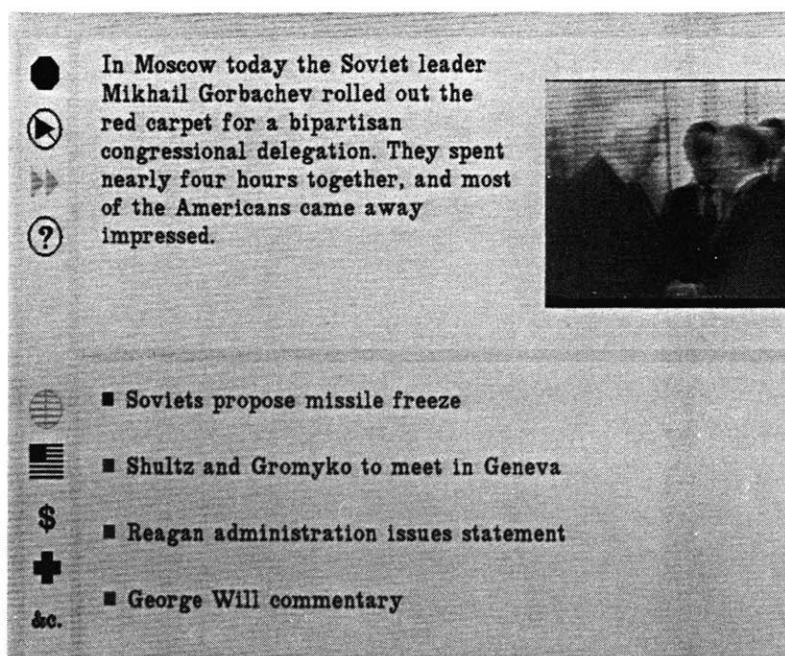 In Moscow today the Soviet leader
Mikhail Gorbachev rolled out the
red carpet for a bipartisan
congressional delegation. They spent
nearly four hours together, and most
of the Americans came away
impressed.
?
■ Soviets propose missile freeze
■ Shultz and Gromyko to meet in Geneva
$
■ Reagan administration issues statement
■ George Will commentary
&c.